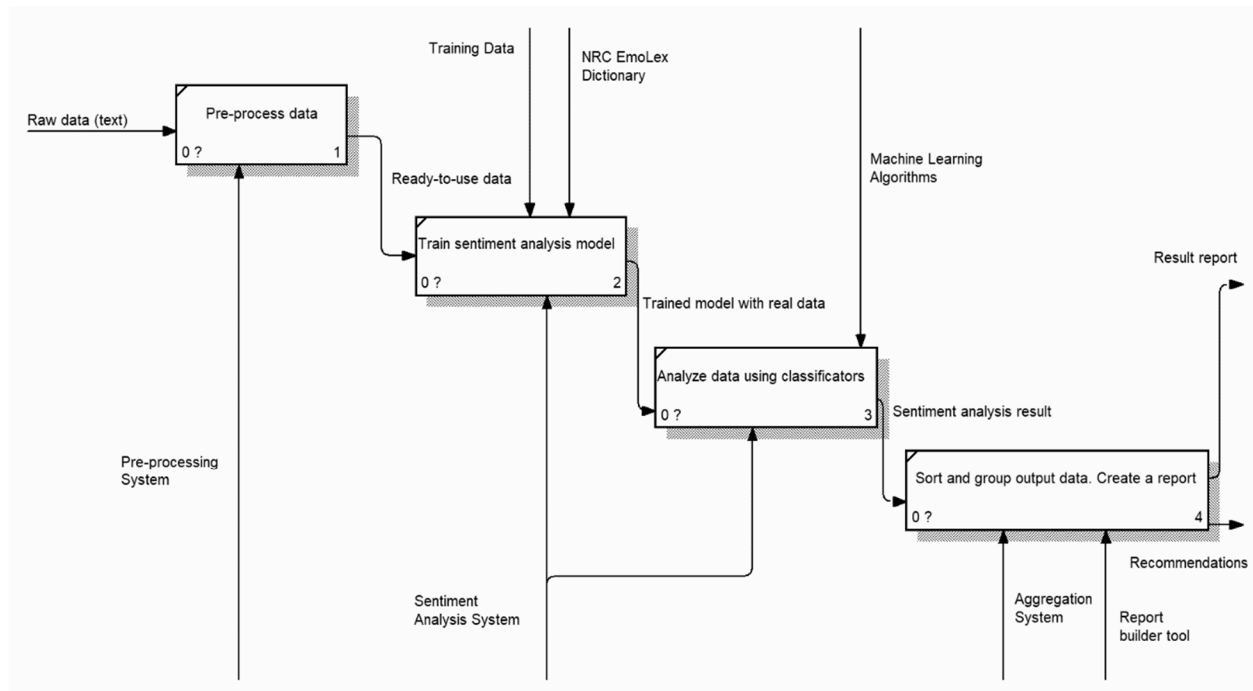 Training Data
NRC EmoLex
Dictionary
Raw data (text)
Pre-process data
0 ?
1
Machine Learning
Algorithms
Ready-to-use data
Train sentiment analysis model
0 ?
2
Result report
Trained model with real data
Analyze data using classificators
0 ?
3
Sentiment analysis result
Pre-processing
System
Sort and group output data. Create a report
0 ?
4
Recommendations
Sentiment
Analysis System
Aggregation
System
Report
builder tool